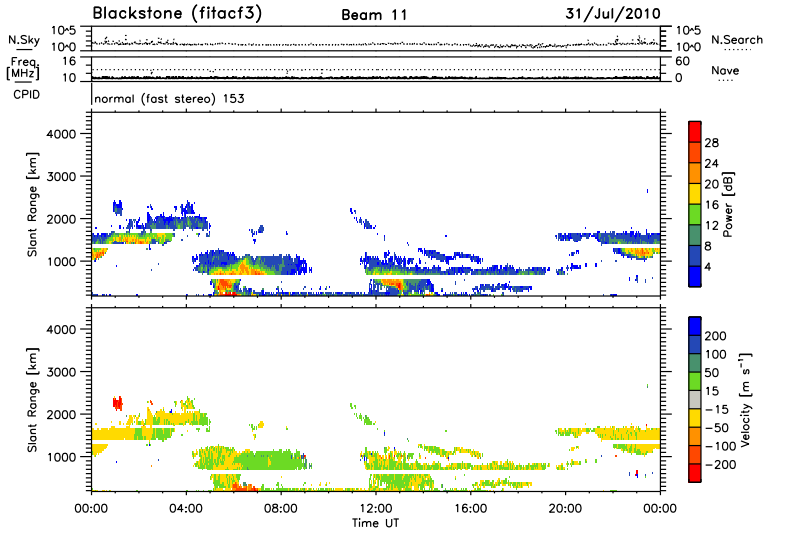 Blackstone (fitacf3) Beam 11 31/Jul/2010
N.Sky 10^5 10^0 10^5 10^0 N.Search
Freq. [MHz] 16 10 60 0 Nave
CPID normal (fast stereo) 153
Slant Range [km]
4000
3000
2000
1000
28
24
20
16
12
8
4
Power [dB]
Slant Range [km]
4000
3000
2000
1000
200
100
50
15
−15
−50
−100
−200
Velocity [m s⁻¹]
00:00 04:00 08:00 12:00 16:00 20:00 00:00
Time UT